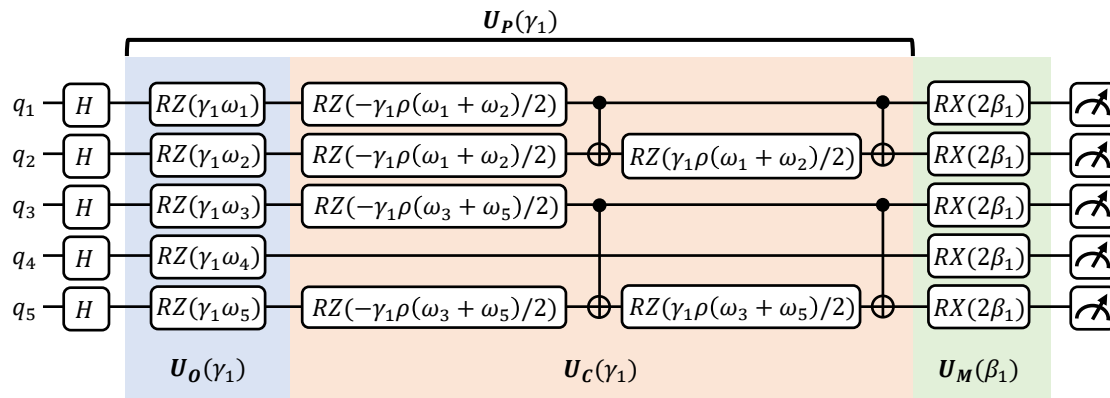 U_P(γ_1)
q_1 H RZ(γ_1ω_1) RZ(-γ_1ρ(ω_1 + ω_2)/2) RX(2β_1)
q_2 H RZ(γ_1ω_2) RZ(-γ_1ρ(ω_1 + ω_2)/2) RZ(γ_1ρ(ω_1 + ω_2)/2) RX(2β_1)
q_3 H RZ(γ_1ω_3) RZ(-γ_1ρ(ω_3 + ω_5)/2) RX(2β_1)
q_4 H RZ(γ_1ω_4) RX(2β_1)
q_5 H RZ(γ_1ω_5) RZ(-γ_1ρ(ω_3 + ω_5)/2) RZ(γ_1ρ(ω_3 + ω_5)/2) RX(2β_1)
U_O(γ_1) U_C(γ_1) U_M(β_1)